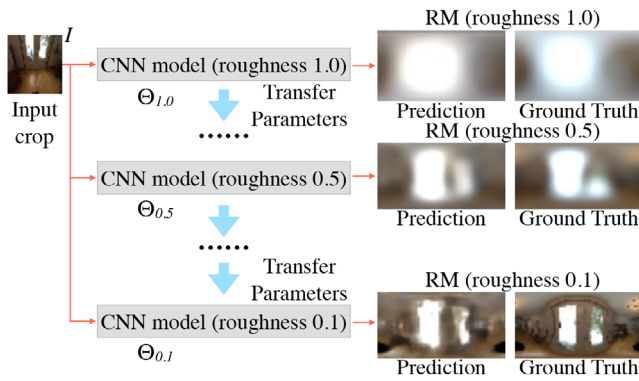 I
Input
crop
CNN model (roughness 1.0)
Θ1.0
Transfer
Parameters
......
RM (roughness 1.0)
Prediction
Ground Truth
CNN model (roughness 0.5)
Θ0.5
......
RM (roughness 0.5)
Prediction
Ground Truth
Transfer
Parameters
CNN model (roughness 0.1)
Θ0.1
RM (roughness 0.1)
Prediction
Ground Truth